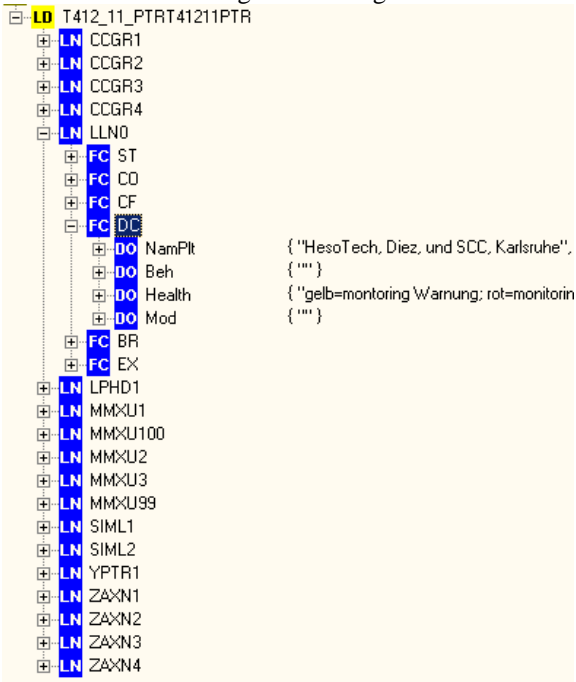 LD T412_11_PTRT41211PTR
LN CCGR1
LN CCGR2
LN CCGR3
LN CCGR4
LN LLN0
FC ST
FC CO
FC CF
FC DC
DO NamPlt {"HesoTech, Diez, und SCC, Karlsruhe",
DO Beh {""}
DO Health {"gelb=montoring Warnung; rot=monitorin
DO Mod {""}
FC BR
FC EX
LN LPHD1
LN MMXU1
LN MMXU100
LN MMXU2
LN MMXU3
LN MMXU99
LN SIML1
LN SIML2
LN YPTR1
LN ZAXN1
LN ZAXN2
LN ZAXN3
LN ZAXN4